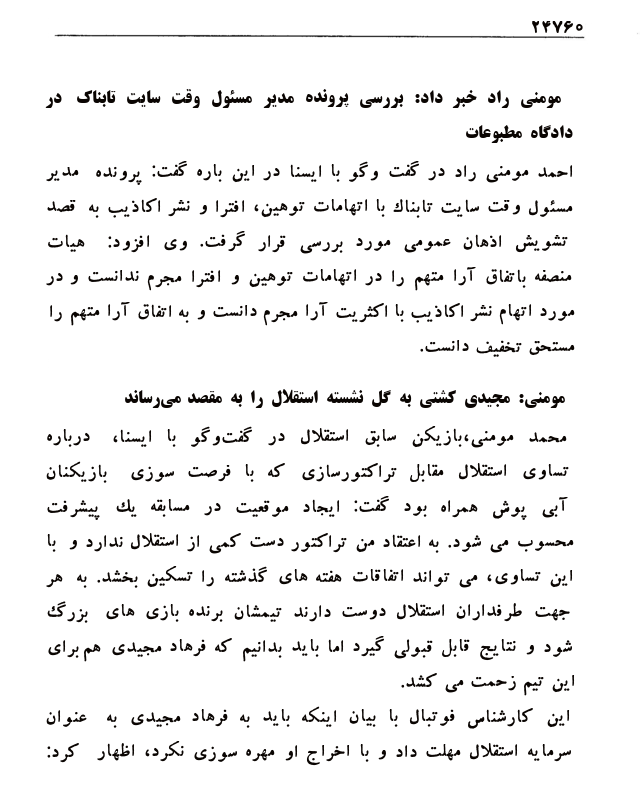 ۲۴۷۶۰
مومنی راد خبر داد: بررسی پرونده مدیر مسئول وقت سایت تابناک در
دادگاه مطبوعات
احمد مومنی راد در گفت وگو با ایسنا در این باره گفت: پرونده مدیر
مسئول وقت سایت تابناك با اتهامات توهین، افترا و نشر اکاذیب به قصد
تشویش اذهان عمومی مورد بررسی قرار گرفت. وی افزود: هیات
منصفه باتفاق آرا متهم را در اتهامات توهین و افترا مجرم ندانست و در
مورد اتهام نشر اکاذیب با اکثریت آرا مجرم دانست و به اتفاق آرا متهم را
مستحق تخفیف دانست.
مومنی: مجیدی کشتی به گل نشسته استقلال را به مقصد می‌رساند
محمد مومنی،بازیکن سابق استقلال در گفت‌وگو با ایسنا، درباره
تساوی استقلال مقابل تراکتورسازی که با فرصت سوزی بازیکنان
آبی پوش همراه بود گفت: ایجاد موقعیت در مسابقه یك پیشرفت
محسوب می شود. به اعتقاد من تراکتور دست کمی از استقلال ندارد و با
این تساوی، می تواند اتفاقات هفته های گذشته را تسکین بخشد. به هر
جهت طرفداران استقلال دوست دارند تیمشان برنده بازی های بزرگ
شود و نتایج قابل قبولی گیرد اما باید بدانیم که فرهاد مجیدی هم برای
این تیم زحمت می کشد.
این کارشناس فوتبال با بیان اینکه باید به فرهاد مجیدی به عنوان
سرمایه استقلال مهلت داد و با اخراج او مهره سوزی نکرد، اظهار کرد: